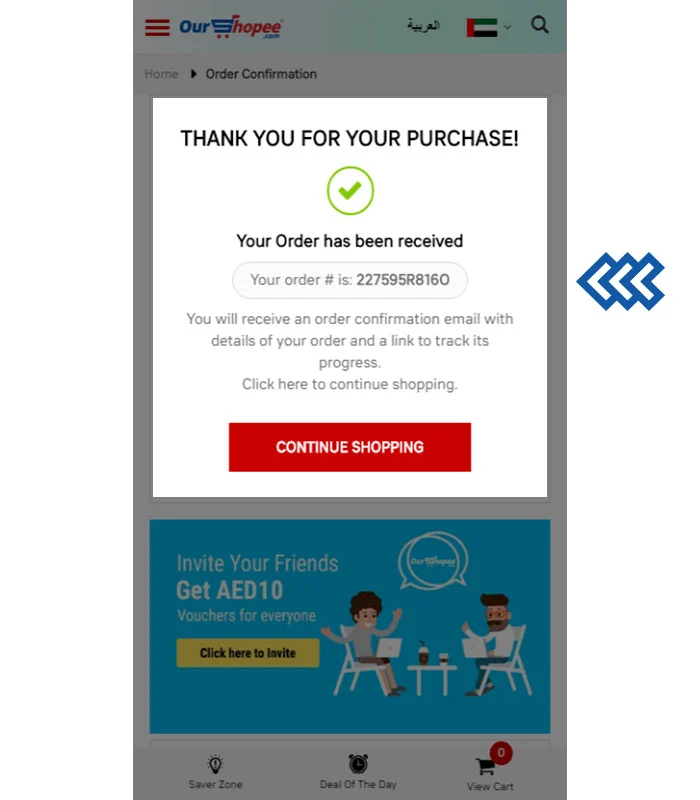 OurShopee
.com
العربية
Home Order Confirmation
THANK YOU FOR YOUR PURCHASE!
Your Order has been received
Your order # is: 227595R816O
You will receive an order confirmation email with
details of your order and a link to track its
progress.
Click here to continue shopping.
CONTINUE SHOPPING
Invite Your Friends
Get AED10
Vouchers for everyone
Click here to Invite
OurShopee
.com
0
Saver Zone Deal Of The Day View Cart